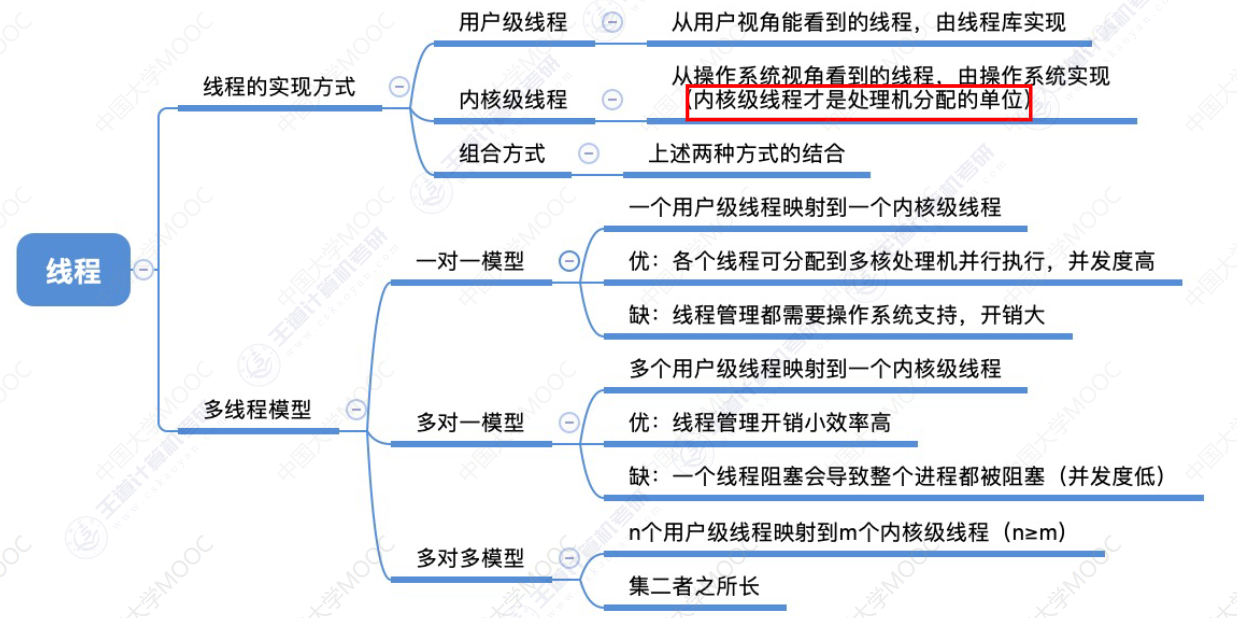 线程
线程的实现方式
用户级线程
从用户视角能看到的线程，由线程库实现
内核级线程
从操作系统视角看到的线程，由操作系统实现
（内核级线程才是处理机分配的单位）
组合方式
上述两种方式的结合
多线程模型
一对一模型
一个用户级线程映射到一个内核级线程
优：各个线程可分配到多核处理机并行执行，并发度高
缺：线程管理都需要操作系统支持，开销大
多对一模型
多个用户级线程映射到一个内核级线程
优：线程管理开销小效率高
缺：一个线程阻塞会导致整个进程都被阻塞（并发度低）
多对多模型
n个用户级线程映射到m个内核级线程（n≥m）
集二者之所长
中国大学MOOC
王道计算机考研
www.cskaoyan.com